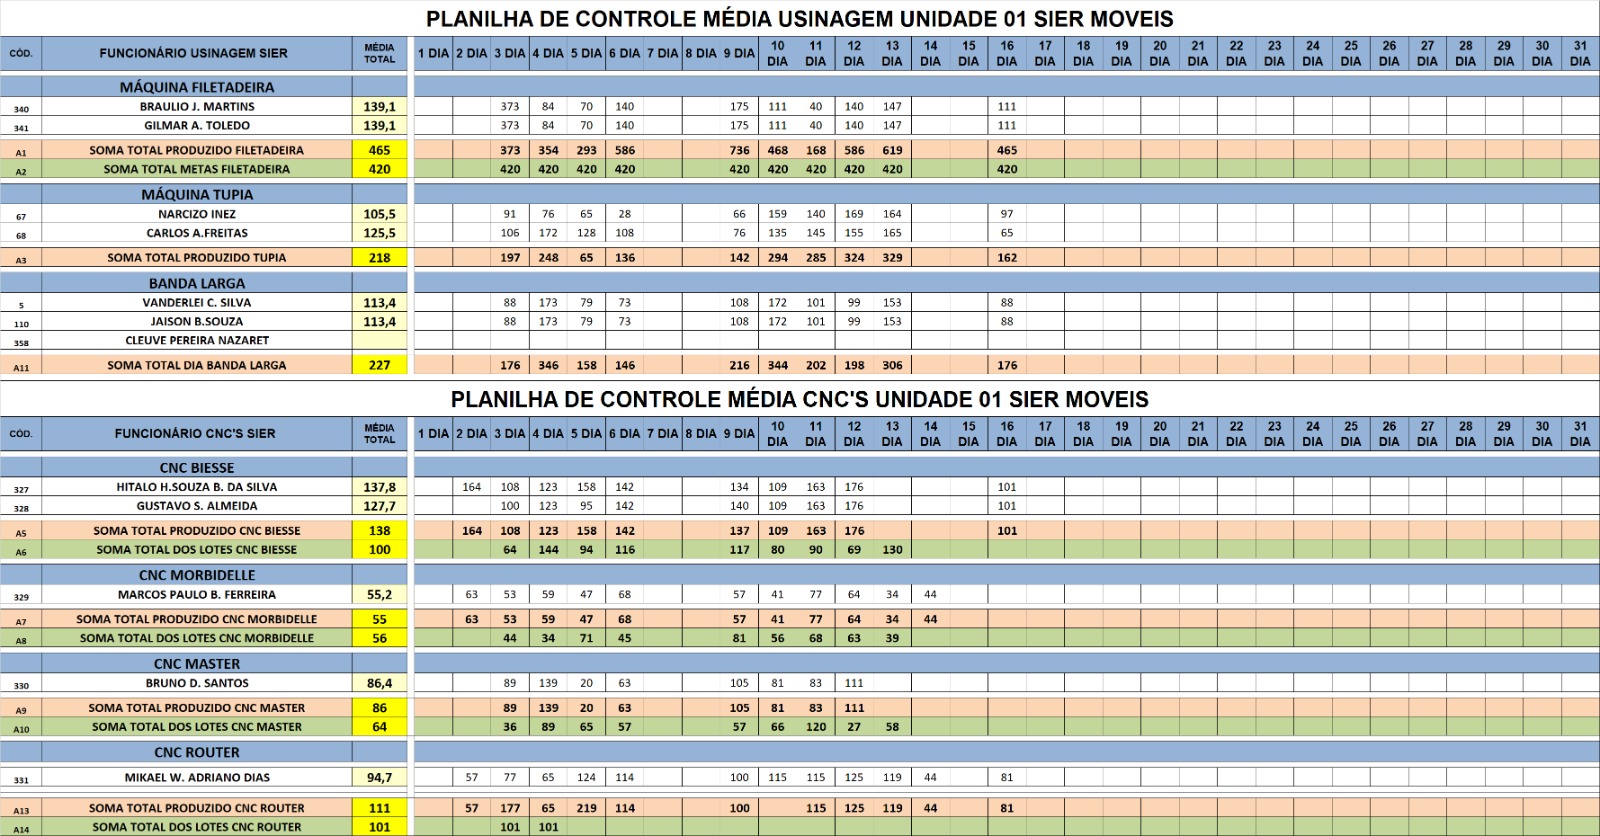 PLANILHA DE CONTROLE MÉDIA USINAGEM UNIDADE 01 SIER MOVEIS
CÓD. FUNCIONÁRIO USINAGEM SIER MÉDIA TOTAL 1 DIA 2 DIA 3 DIA 4 DIA 5 DIA 6 DIA 7 DIA 8 DIA 9 DIA 10 DIA 11 DIA 12 DIA 13 DIA 14 DIA 15 DIA 16 DIA 17 DIA 18 DIA 19 DIA 20 DIA 21 DIA 22 DIA 23 DIA 24 DIA 25 DIA 26 DIA 27 DIA 28 DIA 29 DIA 30 DIA 31 DIA
MÁQUINA FILETADEIRA
340 BRAULIO J. MARTINS 139,1 373 84 70 140 175 111 40 140 147 111
341 GILMAR A. TOLEDO 139,1 373 84 70 140 175 111 40 140 147 111
A1 SOMA TOTAL PRODUZIDO FILETADEIRA 465 373 354 293 586 736 468 168 586 619 465
A2 SOMA TOTAL METAS FILETADEIRA 420 420 420 420 420 420 420 420 420 420 420
MÁQUINA TUPIA
67 NARCIZO INEZ 105,5 91 76 65 28 66 159 140 169 164 97
68 CARLOS A.FREITAS 125,5 106 172 128 108 76 135 145 155 165 65
A3 SOMA TOTAL PRODUZIDO TUPIA 218 197 248 65 136 142 294 285 324 329 162
BANDA LARGA
5 VANDERLEI C. SILVA 113,4 88 173 79 73 108 172 101 99 153 88
110 JAISON B.SOUZA 113,4 88 173 79 73 108 172 101 99 153 88
358 CLEUVE PEREIRA NAZARET
A11 SOMA TOTAL DIA BANDA LARGA 227 176 346 158 146 216 344 202 198 306 176
PLANILHA DE CONTROLE MÉDIA CNC'S UNIDADE 01 SIER MOVEIS
CÓD. FUNCIONÁRIO CNC'S SIER MÉDIA TOTAL 1 DIA 2 DIA 3 DIA 4 DIA 5 DIA 6 DIA 7 DIA 8 DIA 9 DIA 10 DIA 11 DIA 12 DIA 13 DIA 14 DIA 15 DIA 16 DIA 17 DIA 18 DIA 19 DIA 20 DIA 21 DIA 22 DIA 23 DIA 24 DIA 25 DIA 26 DIA 27 DIA 28 DIA 29 DIA 30 DIA 31 DIA
CNC BIESSE
327 HITALO H.SOUZA B. DA SILVA 137,8 164 108 123 158 142 134 109 163 176 101
328 GUSTAVO S. ALMEIDA 127,7 100 123 95 142 140 109 163 176 101
A5 SOMA TOTAL PRODUZIDO CNC BIESSE 138 164 108 123 158 142 137 109 163 176 101
A6 SOMA TOTAL DOS LOTES CNC BIESSE 100 64 144 94 116 117 80 90 69 130
CNC MORBIDELLE
329 MARCOS PAULO B. FERREIRA 55,2 63 53 59 47 68 57 41 77 64 34 44
A7 SOMA TOTAL PRODUZIDO CNC MORBIDELLE 55 63 53 59 47 68 57 41 77 64 34 44
A8 SOMA TOTAL DOS LOTES CNC MORBIDELLE 56 44 34 71 45 81 56 68 63 39
CNC MASTER
330 BRUNO D. SANTOS 86,4 89 139 20 63 105 81 83 111
A9 SOMA TOTAL PRODUZIDO CNC MASTER 86 89 139 20 63 105 81 83 111
A10 SOMA TOTAL DOS LOTES CNC MASTER 64 36 89 65 57 57 66 120 27 58
CNC ROUTER
331 MIKAEL W. ADRIANO DIAS 94,7 57 77 65 124 114 100 115 115 125 119 44 81
A13 SOMA TOTAL PRODUZIDO CNC ROUTER 111 57 177 65 219 114 100 115 125 119 44 81
A14 SOMA TOTAL DOS LOTES CNC ROUTER 101 101 101